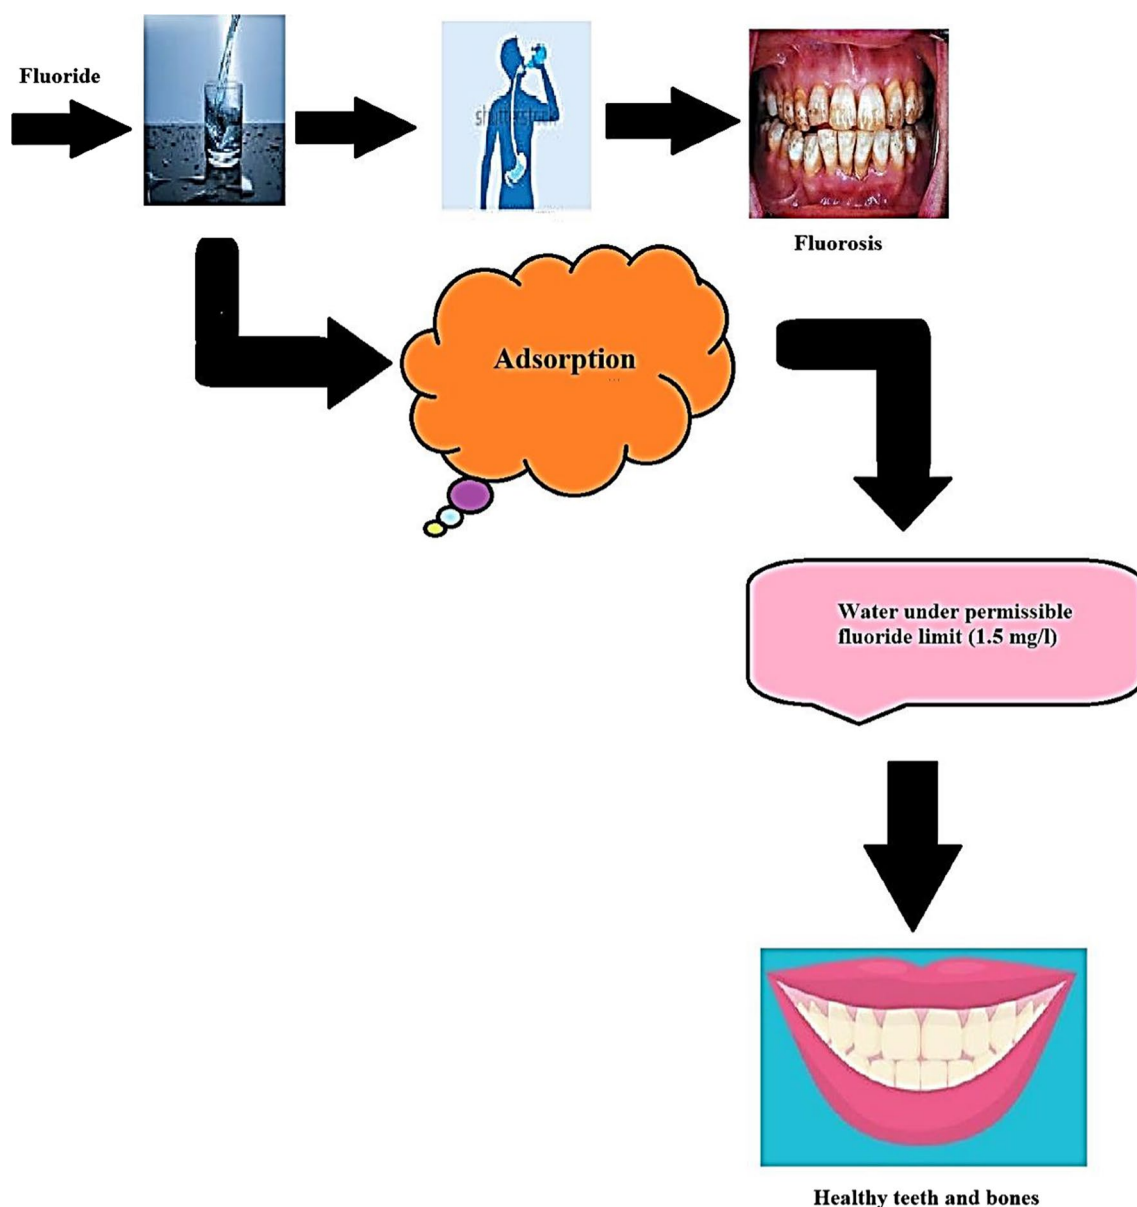 Fluoride
Fluorosis
Adsorption
...
Water under permissible
fluoride limit (1.5 mg/l)
Healthy teeth and bones